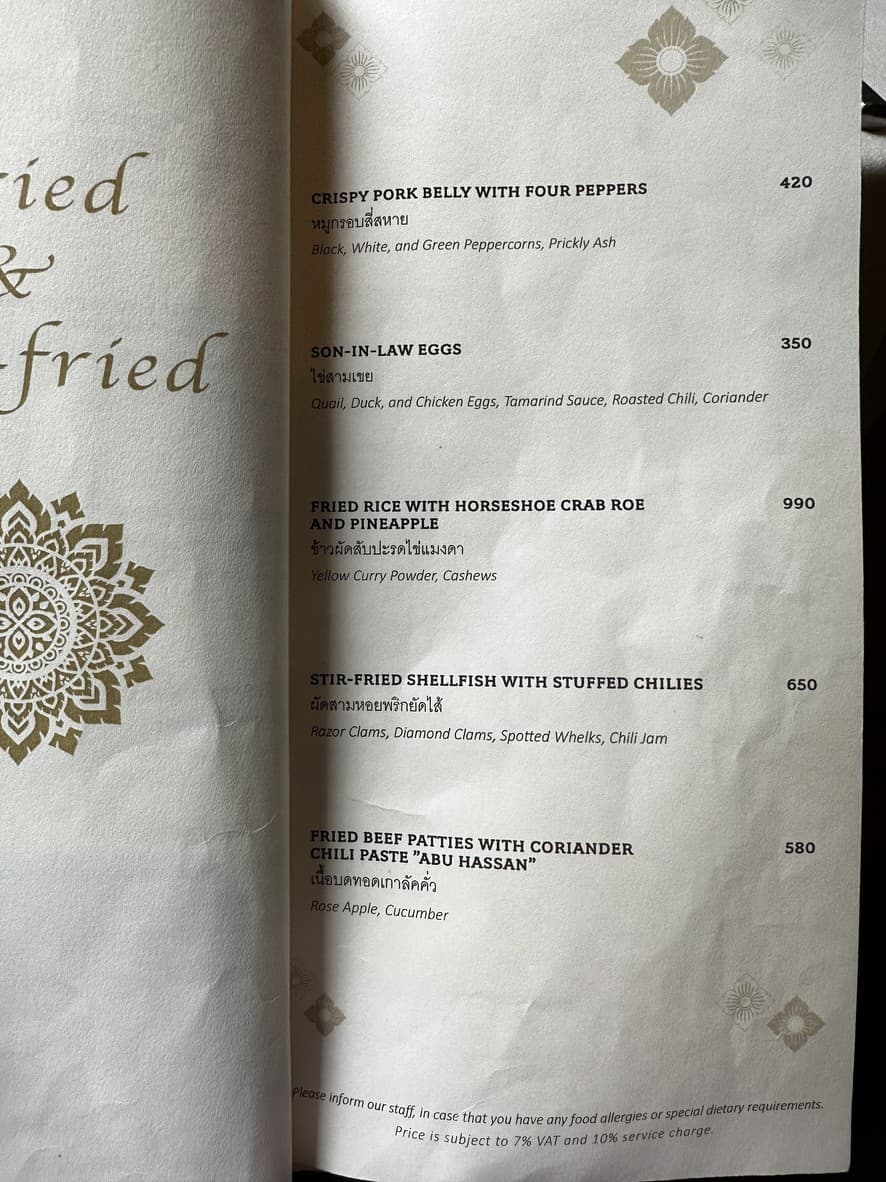 ried
&
-fried
CRISPY PORK BELLY WITH FOUR PEPPERS 420
หมูกรอบสี่สหาย
Black, White, and Green Peppercorns, Prickly Ash
SON-IN-LAW EGGS 350
ไข่สามเขย
Quail, Duck, and Chicken Eggs, Tamarind Sauce, Roasted Chili, Coriander
FRIED RICE WITH HORSESHOE CRAB ROE 990
AND PINEAPPLE
ข้าวผัดสับปะรดไข่แมงดา
Yellow Curry Powder, Cashews
STIR-FRIED SHELLFISH WITH STUFFED CHILIES 650
ผัดสามหอยพริกยัดไส้
Razor Clams, Diamond Clams, Spotted Whelks, Chili Jam
FRIED BEEF PATTIES WITH CORIANDER 580
CHILI PASTE "ABU HASSAN"
เนื้อบดทอดเกาลัคคั่ว
Rose Apple, Cucumber
Please inform our staff, in case that you have any food allergies or special dietary requirements.
Price is subject to 7% VAT and 10% service charge.